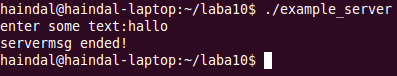 haindal@haindal-laptop:~/laba10$ ./example_server
enter some text:hallo
servermsg ended!
haindal@haindal-laptop:~/laba10$